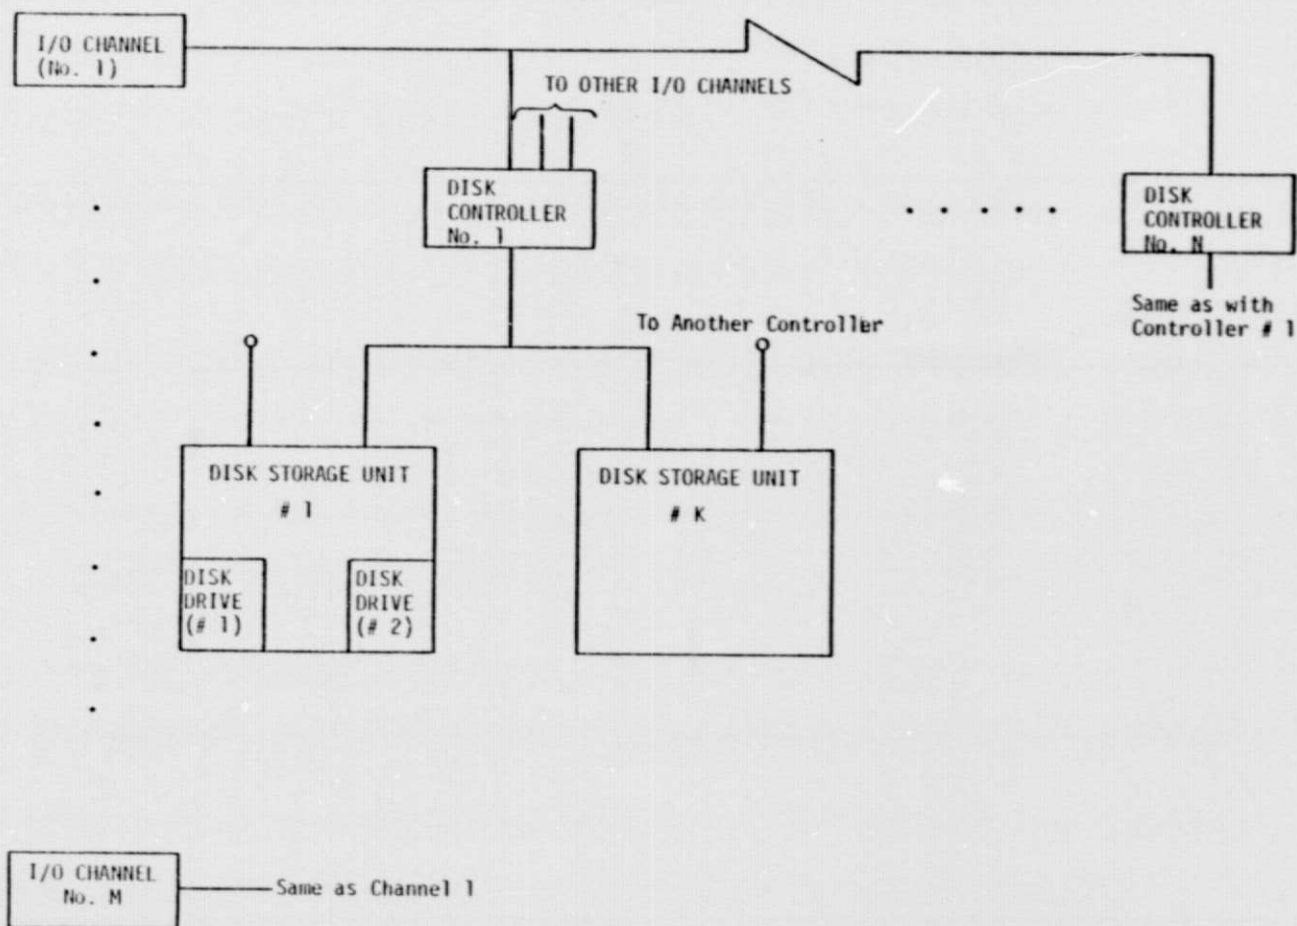 I/O CHANNEL
(No. 1)
TO OTHER I/O CHANNELS
DISK
CONTROLLER
No. 1
DISK
CONTROLLER
No. N
Same as with
Controller # 1
To Another Controller
DISK STORAGE UNIT
# 1
DISK
DRIVE
(# 1)
DISK
DRIVE
(# 2)
DISK STORAGE UNIT
# K
I/O CHANNEL
No. M
Same as Channel 1